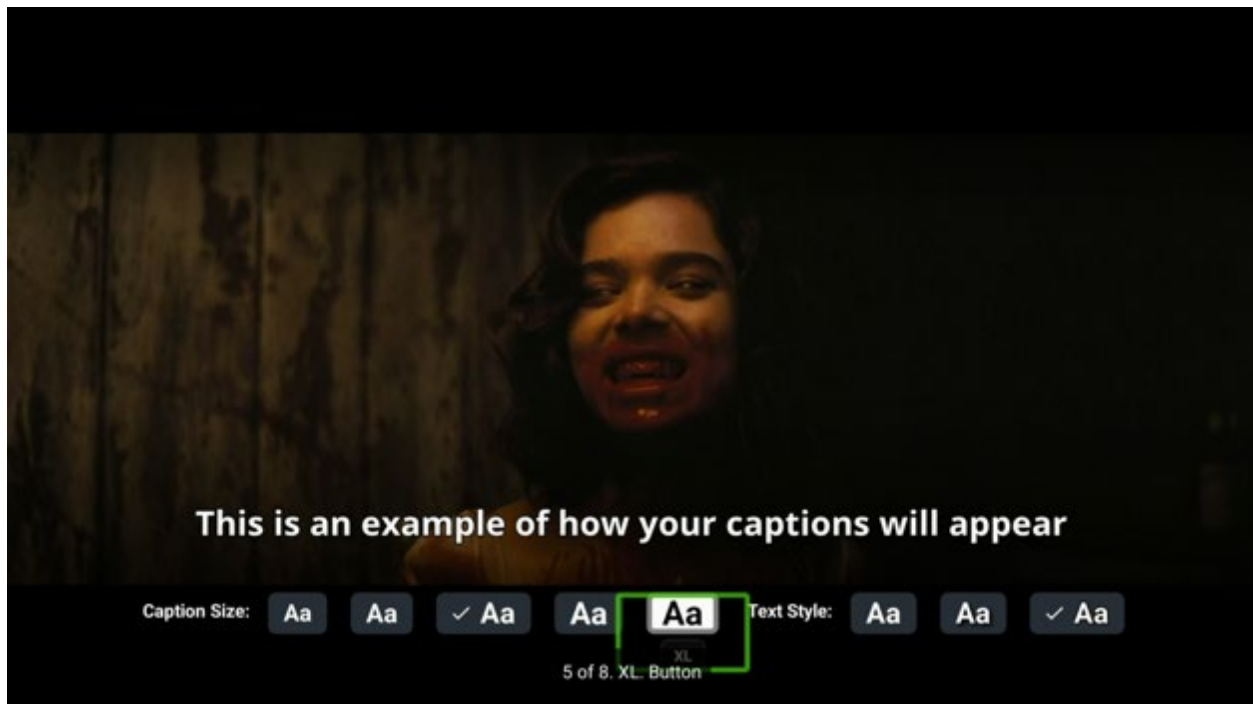 This is an example of how your captions will appear
Caption Size: Aa Aa ✓ Aa Aa Aa Text Style: Aa Aa ✓ Aa
XL
5 of 8. XL. Button